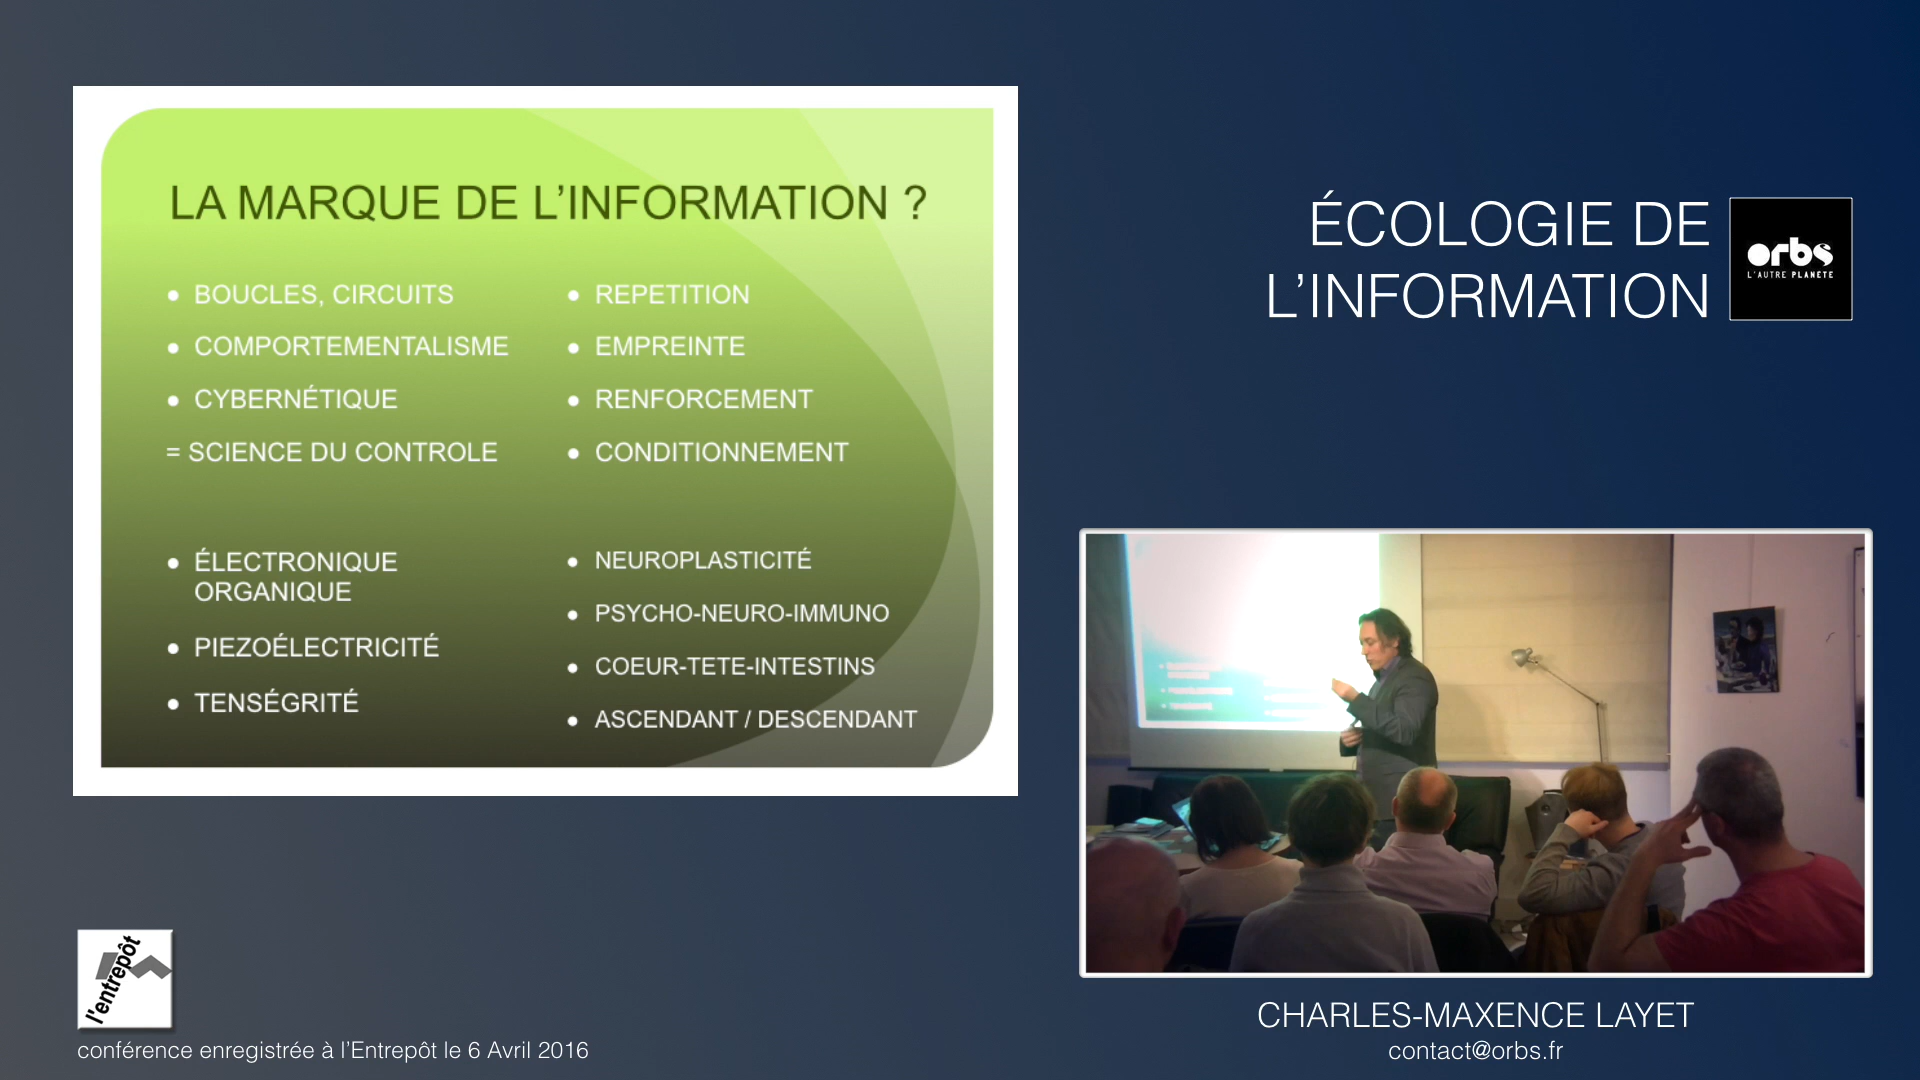 LA MARQUE DE L’INFORMATION ?
• BOUCLES, CIRCUITS
• COMPORTEMENTALISME
• CYBERNÉTIQUE
= SCIENCE DU CONTROLE
• ÉLECTRONIQUE
ORGANIQUE
• PIEZOÉLECTRICITÉ
• TENSÉGRITÉ
• REPETITION
• EMPREINTE
• RENFORCEMENT
• CONDITIONNEMENT
• NEUROPLASTICITÉ
• PSYCHO-NEURO-IMMUNO
• COEUR-TETE-INTESTINS
• ASCENDANT / DESCENDANT
ÉCOLOGIE DE
L’INFORMATION
orbs
L’AUTRE PLANÈTE
CHARLES-MAXENCE LAYET
contact@orbs.fr
l'entrepôt
conférence enregistrée à l’Entrepôt le 6 Avril 2016